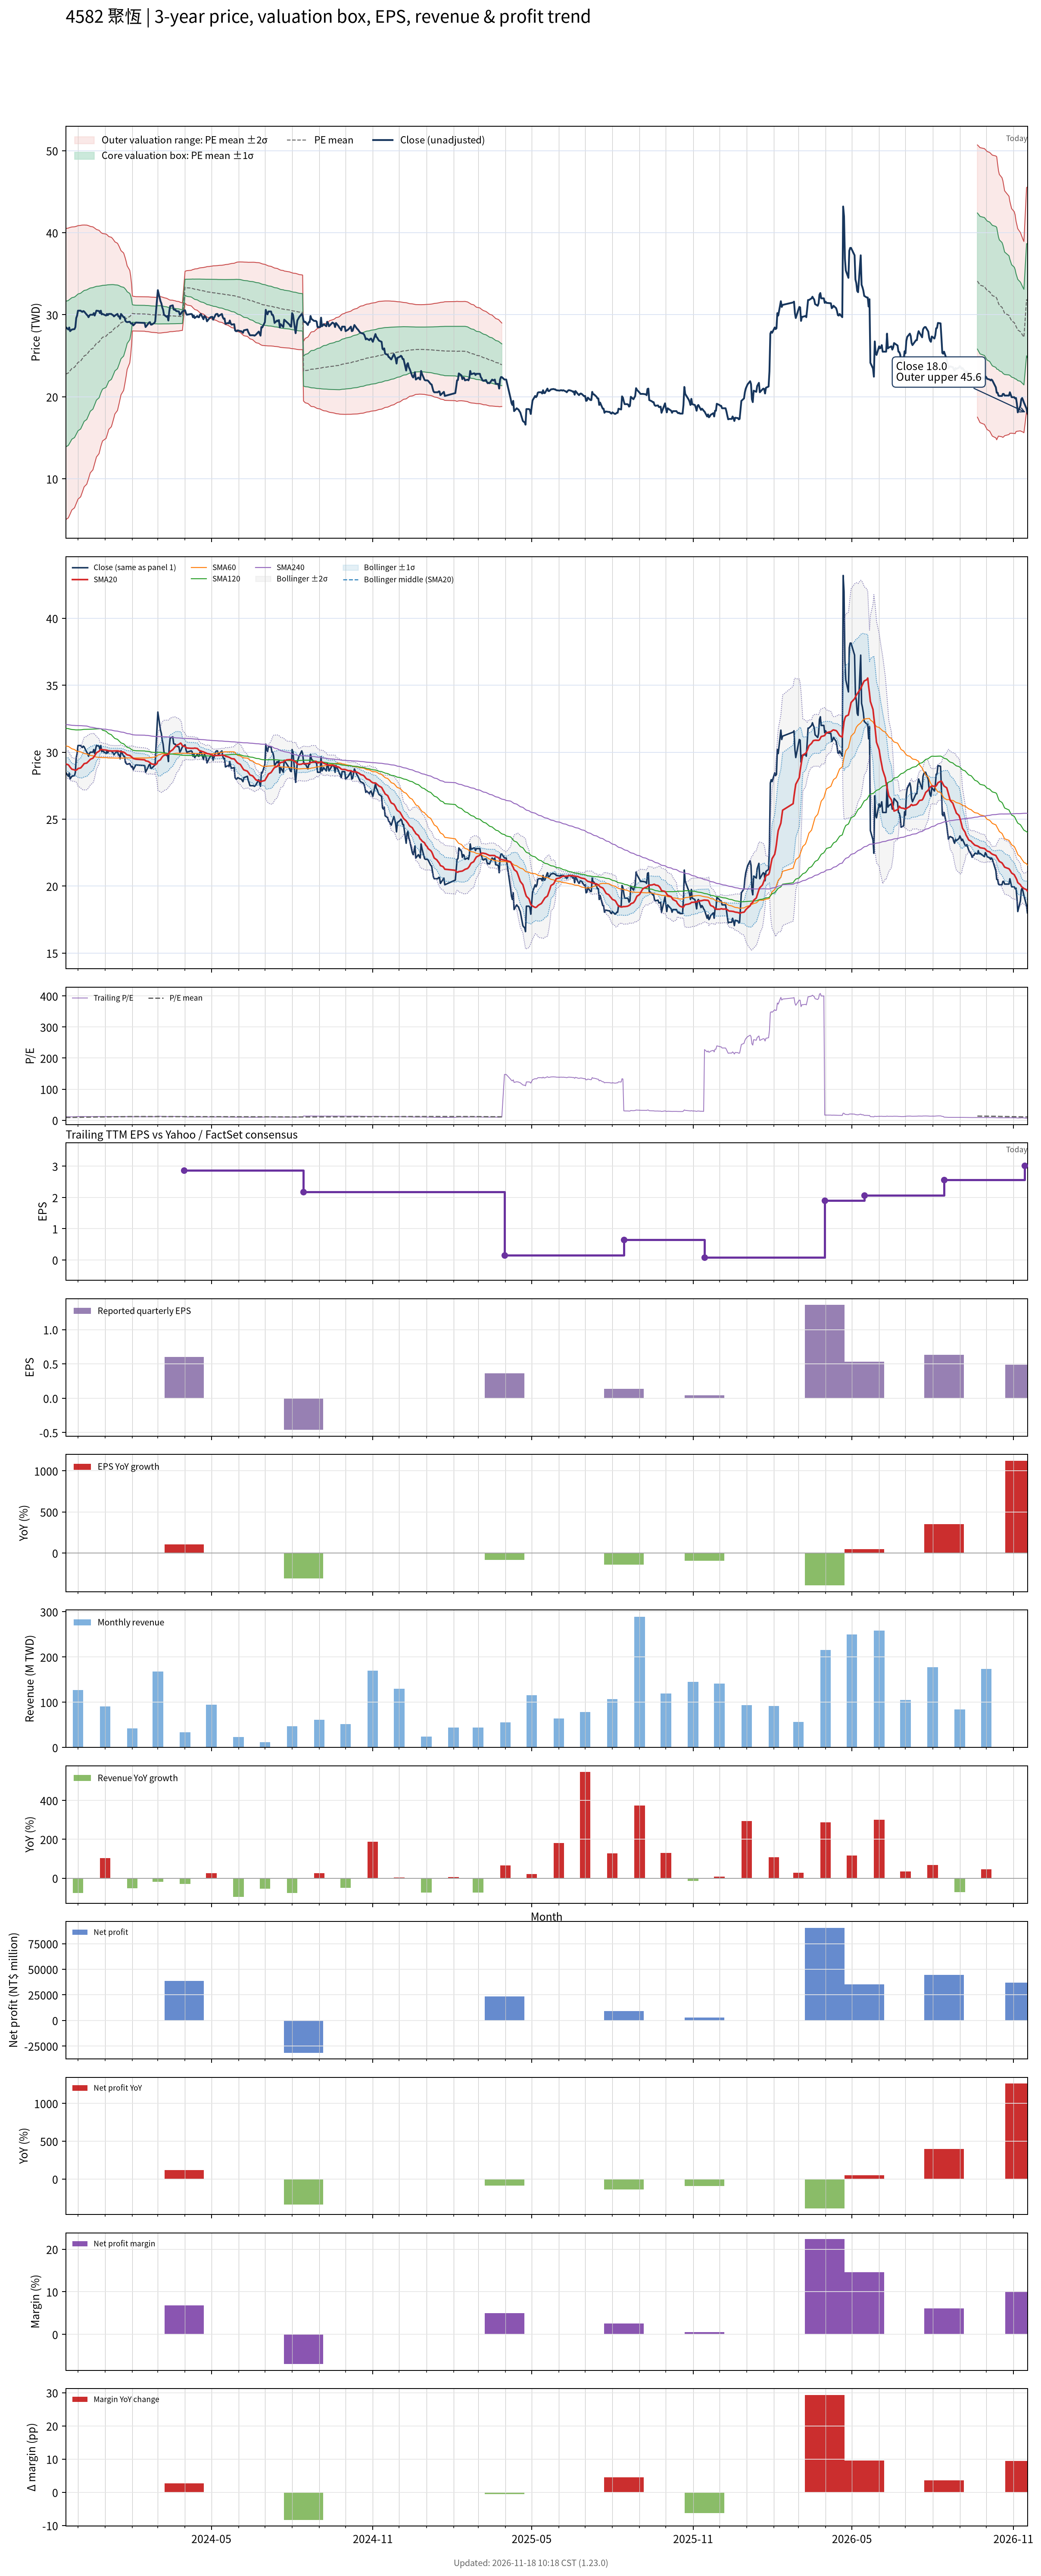 4582 聚恆 | 3-year price, valuation box, EPS, revenue & profit trend
Outer valuation range: PE mean ±2σ
PE mean
Close (unadjusted)
Core valuation box: PE mean ±1σ
Today
50
40
30
20
10
Price (TWD)
Close 18.0
Outer upper 45.6
Close (same as panel 1)
SMA20
SMA60
SMA120
SMA240
Bollinger ±2σ
Bollinger ±1σ
Bollinger middle (SMA20)
40
35
30
25
20
15
Price
Trailing P/E
P/E mean
400
300
200
100
0
P/E
Trailing TTM EPS vs Yahoo / FactSet consensus
Today
3
2
1
0
EPS
Reported quarterly EPS
1.0
0.5
0.0
-0.5
EPS
EPS YoY growth
1000
500
0
YoY (%)
Monthly revenue
300
200
100
0
Revenue (M TWD)
Revenue YoY growth
400
200
0
YoY (%)
Month
Net profit
75000
50000
25000
0
-25000
Net profit (NT$ million)
Net profit YoY
1000
500
0
YoY (%)
Net profit margin
20
10
0
Margin (%)
Margin YoY change
30
20
10
0
-10
Δ margin (pp)
2024-05
2024-11
2025-05
2025-11
2026-05
2026-11
Updated: 2026-11-18 10:18 CST (1.23.0)